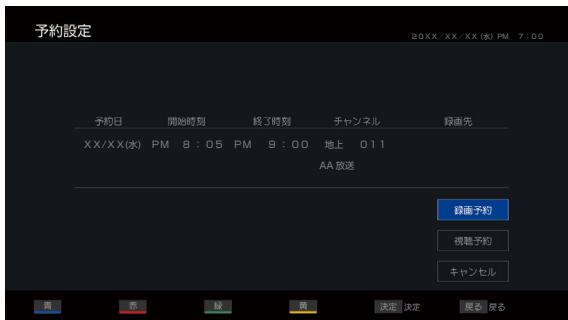 予約設定
20XX/XX/XX (水) PM 7:00
予約日 開始時刻 終了時刻 チャンネル 録画先
XX/XX(水) PM 8:05 PM 9:00 地上 011
AA 放送
録画予約
視聴予約
キャンセル
青 赤 緑 黄 決定 決定 戻る 戻る